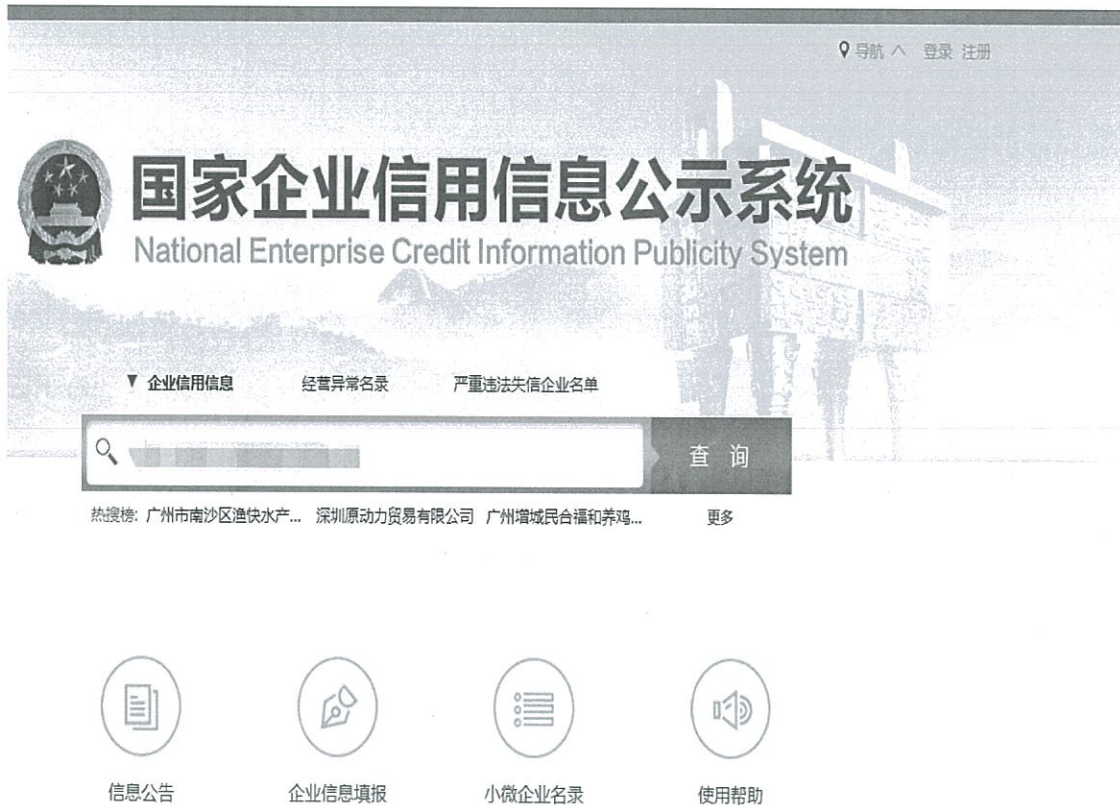 导航 へ 登录 注册
国家企业信用信息公示系统
National Enterprise Credit Information Publicity System
▼ 企业信用信息 经营异常名录 严重违法失信企业名单
查 询
热搜榜: 广州市南沙区渔快水产... 深圳原动力贸易有限公司 广州增城民合福和养鸡... 更多
信息公告 企业信息填报 小微企业名录 使用帮助